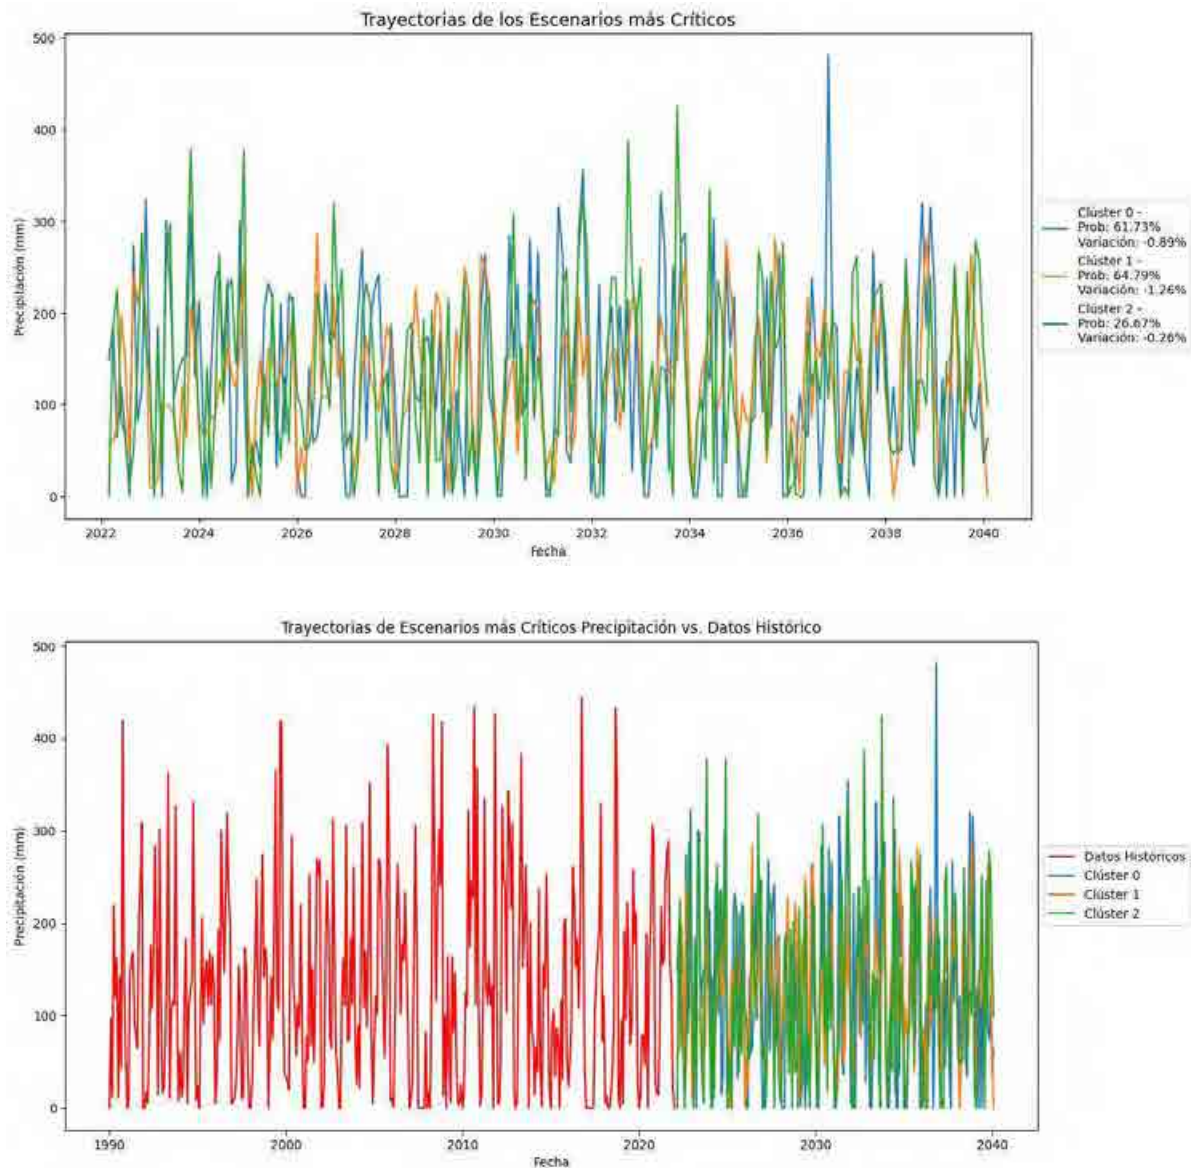 Trayectorias de los Escenarios más Críticos
500
400
300
200
100
0
Precipitación (mm)
2022 2024 2026 2028 2030 2032 2034 2036 2038 2040
Fecha
Clúster 0 -
Prob: 61.73%
Variación: -0.89%
Clúster 1 -
Prob: 64.79%
Variación: -1.26%
Clúster 2 -
Prob: 26.67%
Variación: -0.26%
Trayectorias de Escenarios más Críticos Precipitación vs. Datos Histórico
500
400
300
200
100
0
Precipitación (mm)
1990 2000 2010 2020 2030 2040
Fecha
Datos Históricos
Clúster 0
Clúster 1
Clúster 2